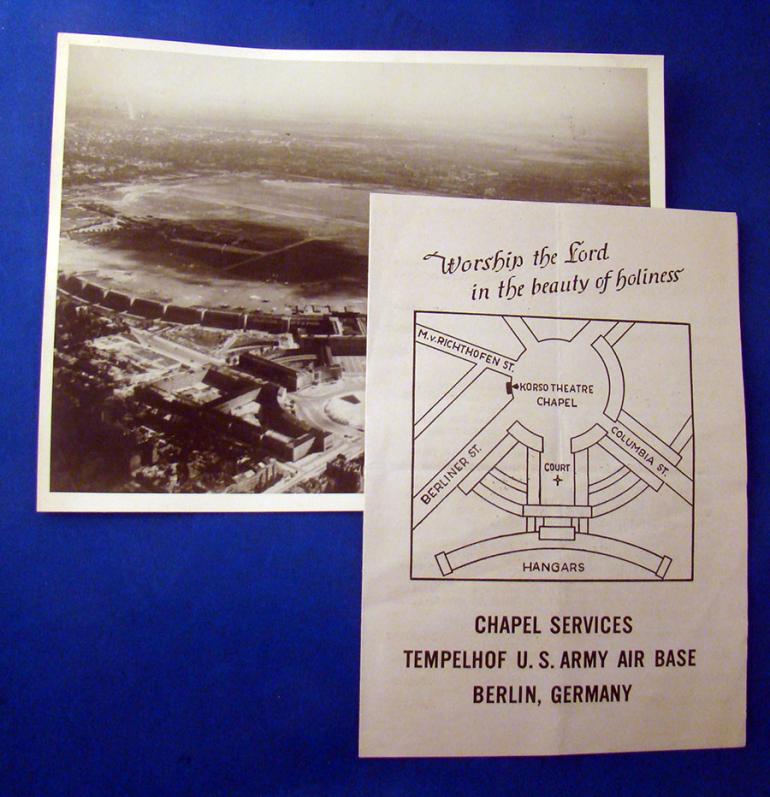 Worship the Lord
in the beauty of holiness
M.v.RICHTHOFEN ST.
KORSO THEATRE
CHAPEL
COLUMBIA ST.
BERLINER ST.
COURT
HANGARS
CHAPEL SERVICES
TEMPELHOF U. S. ARMY AIR BASE
BERLIN, GERMANY